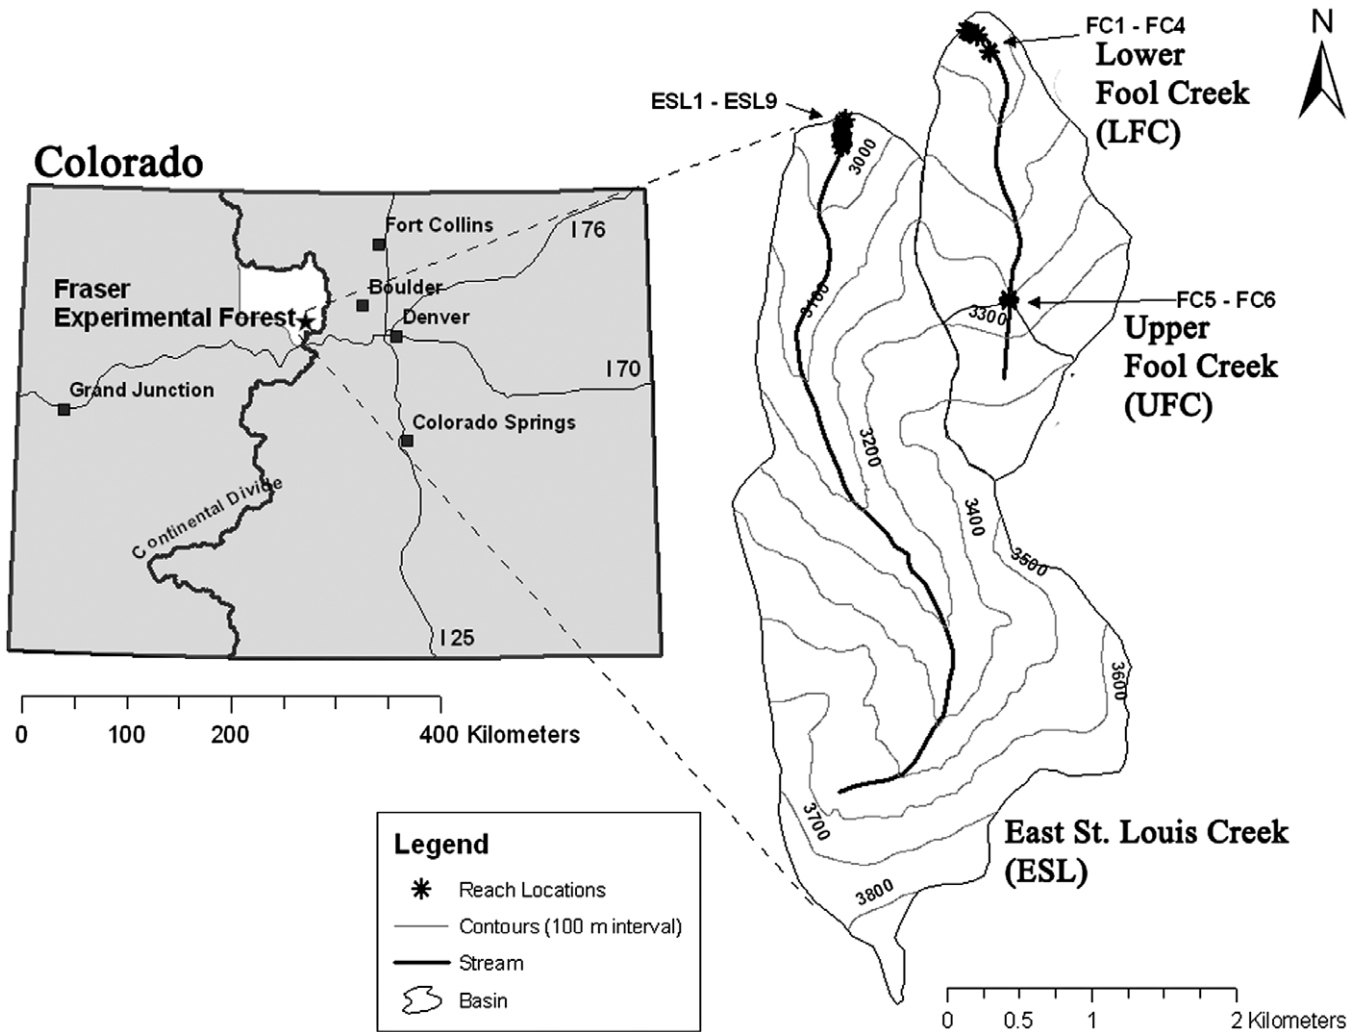 Colorado
Fort Collins
I 76
Fraser
Experimental Forest
Boulder
Denver
I 70
Grand Junction
Colorado Springs
Continental Divide
I 25
0 100 200 400 Kilometers
Legend
Reach Locations
Contours (100 m interval)
Stream
Basin
ESL1 - ESL9
FC1 - FC4
Lower
Fool Creek
(LFC)
N
3000
3100
3300
FC5 - FC6
Upper
Fool Creek
(UFC)
3200
3400
3500
3600
3700
3800
East St. Louis Creek
(ESL)
0 0.5 1 2 Kilometers